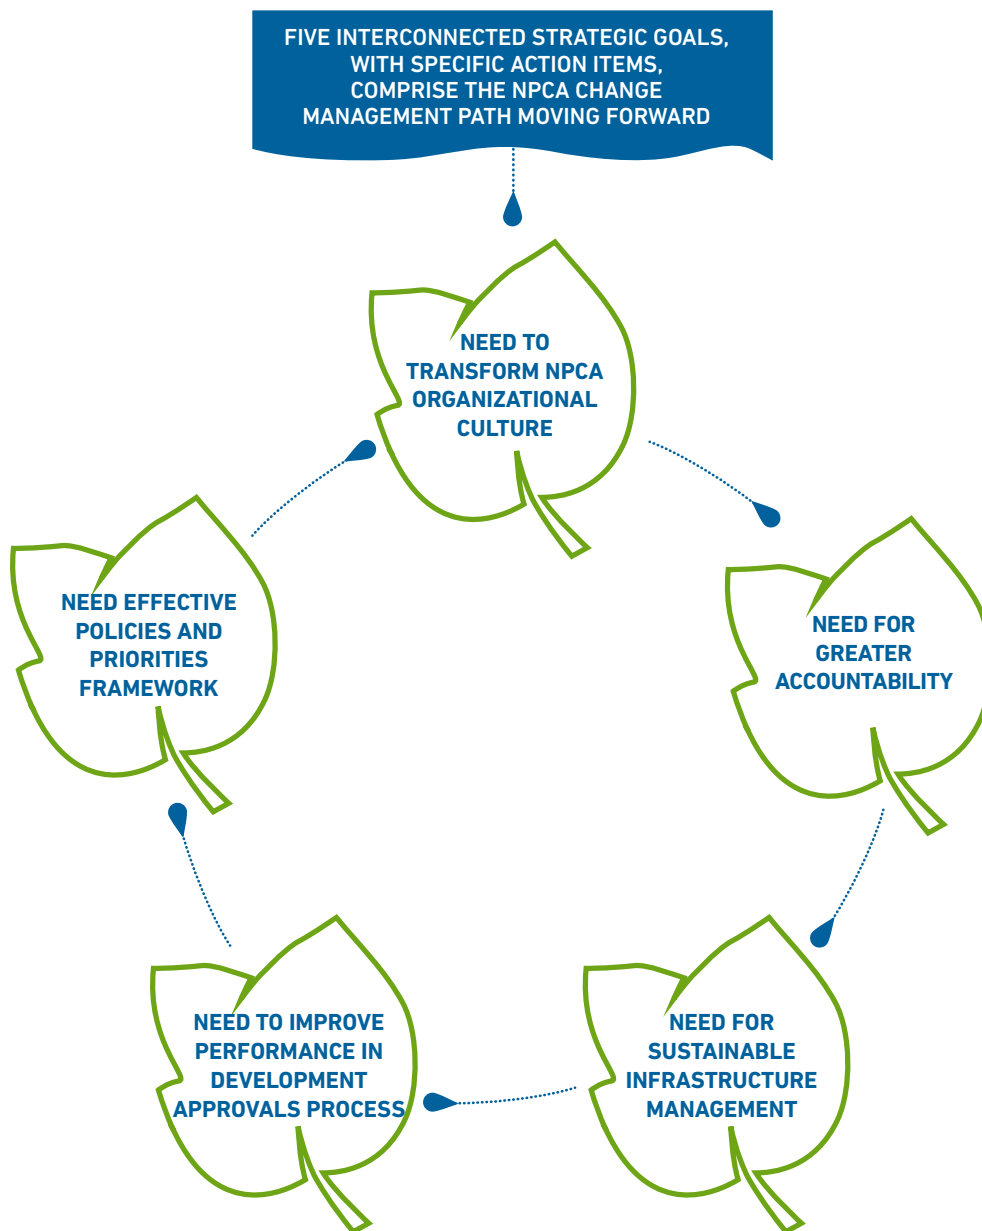 FIVE INTERCONNECTED STRATEGIC GOALS,
WITH SPECIFIC ACTION ITEMS,
COMPRISE THE NPCA CHANGE
MANAGEMENT PATH MOVING FORWARD
NEED TO
TRANSFORM NPCA
ORGANIZATIONAL
CULTURE
NEED FOR
GREATER
ACCOUNTABILITY
NEED FOR
SUSTAINABLE
INFRASTRUCTURE
MANAGEMENT
NEED TO IMPROVE
PERFORMANCE IN
DEVELOPMENT
APPROVALS PROCESS
NEED EFFECTIVE
POLICIES AND
PRIORITIES
FRAMEWORK